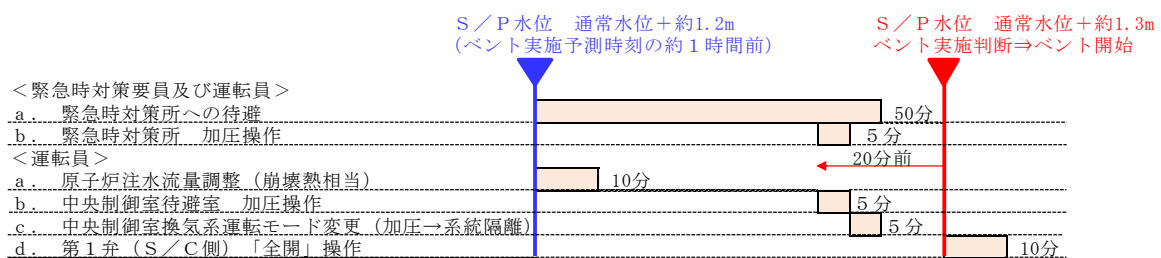 S/P水位 通常水位+約1.2m
(ベント実施予測時刻の約1時間前)
S/P水位 通常水位+約1.3m
ベント実施判断⇒ベント開始
<緊急時対策要員及び運転員>
a. 緊急時対策所への待避
50分
b. 緊急時対策所 加圧操作
5分
<運転員>
20分前
a. 原子炉注水流量調整(崩壊熱相当)
10分
b. 中央制御室待避室 加圧操作
5分
c. 中央制御室換気系運転モード変更(加圧→系統隔離)
5分
d. 第1弁(S/C側)「全開」操作
10分